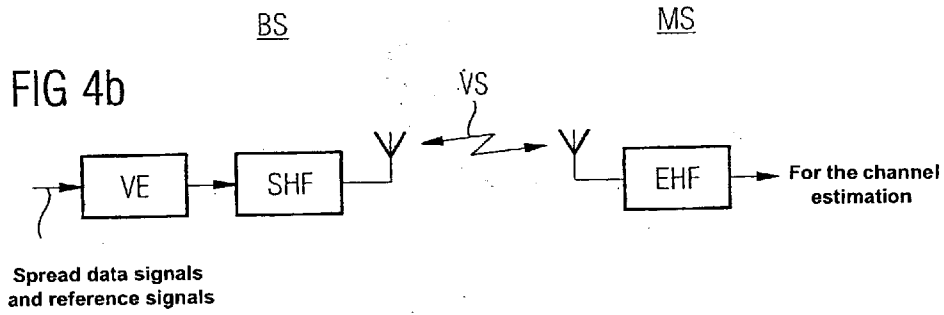 BS
MS
FIG 4b
VS
VE
SHF
EHF
For the channel
estimation
Spread data signals
and reference signals